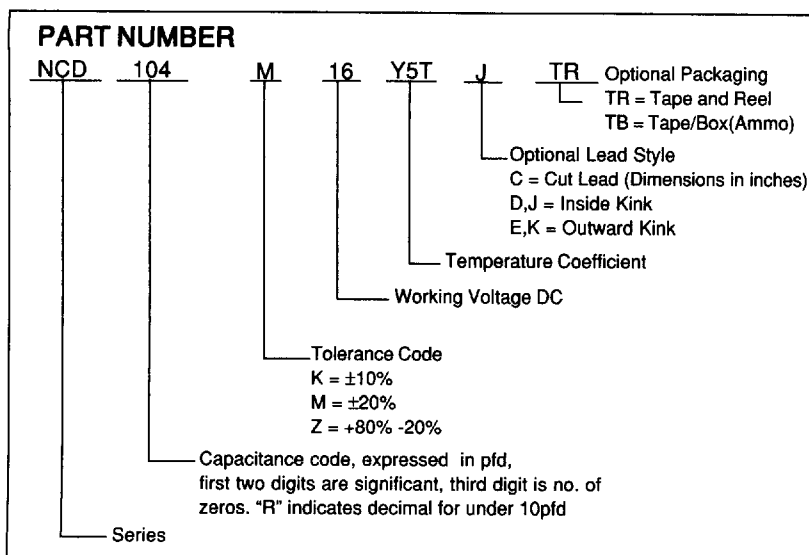 PART NUMBER
NCD 104 M 16 Y5T J TR Optional Packaging
TR = Tape and Reel
TB = Tape/Box(Ammo)
Optional Lead Style
C = Cut Lead (Dimensions in inches)
D,J = Inside Kink
E,K = Outward Kink
Temperature Coefficient
Working Voltage DC
Tolerance Code
K = ±10%
M = ±20%
Z = +80% -20%
Capacitance code, expressed in pfd,
first two digits are significant, third digit is no. of
zeros. “R” indicates decimal for under 10pfd
Series